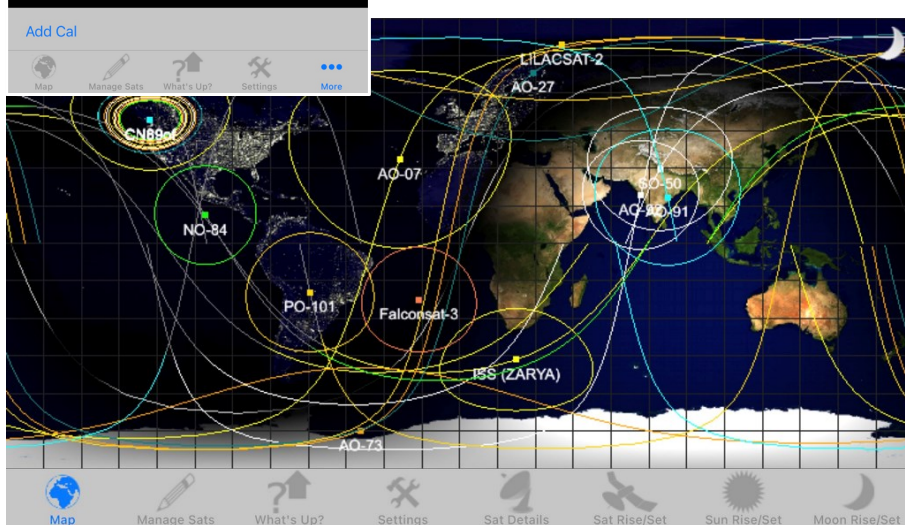 Add Cal
Map
Manage Sats
What's Up?
Settings
More
LILACSAT-2
AO-27
CN89of
AO-07
SO-50
AO-91
NO-84
PO-101
Falconsat-3
ISS (ZARYA)
AO-73
Map
Manage Sats
What's Up?
Settings
Sat Details
Sat Rise/Set
Sun Rise/Set
Moon Rise/Set